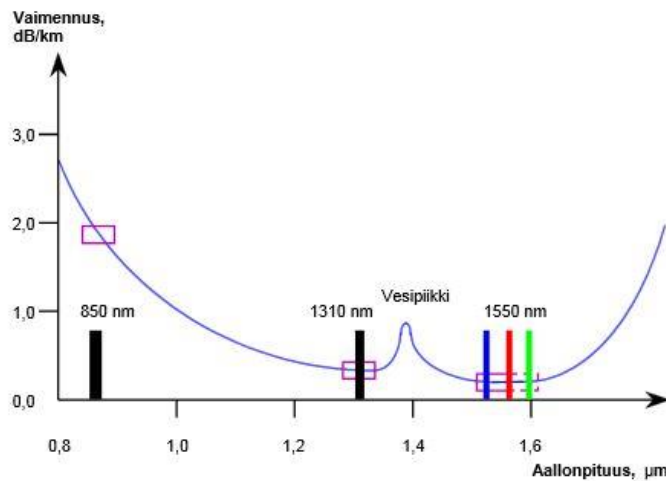 Vaimennus,
dB/km
3,0
2,0
Vesipiikki
850 nm
1310 nm
1550 nm
1,0
0,0
0,8
1,0
1,2
1,4
1,6
Aallonpituus, µm